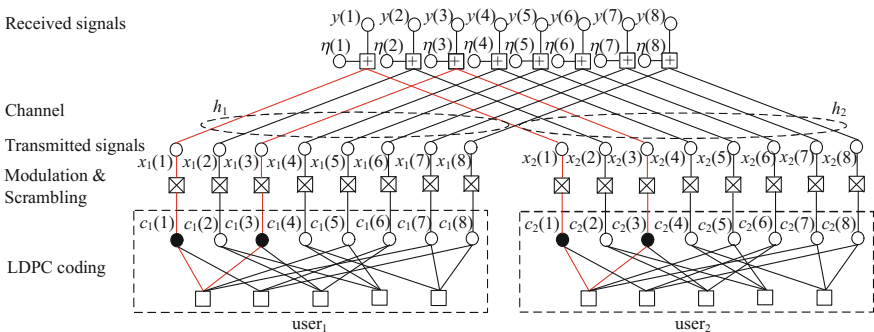 Received signals
y(1) y(2) y(3) y(4) y(5) y(6) y(7) y(8)
η(1) η(2) η(3) η(4) η(5) η(6) η(7) η(8)
Channel
h₁ h₂
Transmitted signals
x₁(1) x₁(2) x₁(3) x₁(4) x₁(5) x₁(6) x₁(7) x₁(8) x₂(1) x₂(2) x₂(3) x₂(4) x₂(5) x₂(6) x₂(7) x₂(8)
Modulation &
Scrambling
c₁(1) c₁(2) c₁(3) c₁(4) c₁(5) c₁(6) c₁(7) c₁(8) c₂(1) c₂(2) c₂(3) c₂(4) c₂(5) c₂(6) c₂(7) c₂(8)
LDPC coding
user₁ user₂